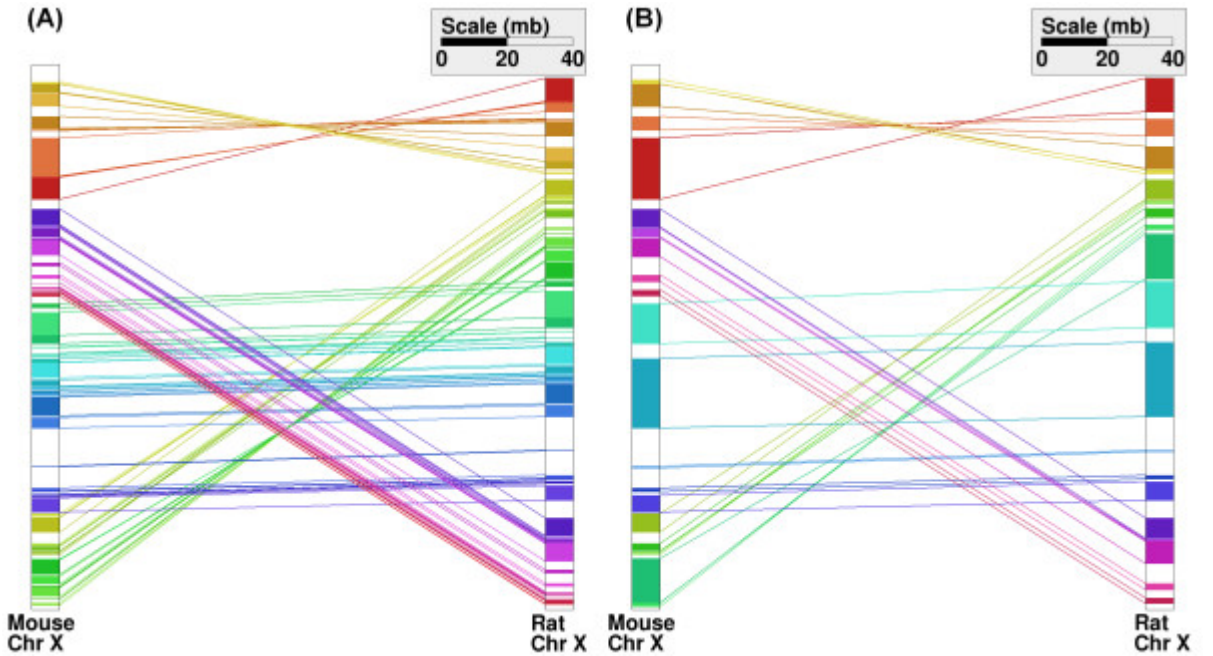 (A)
Scale (mb)
0 20 40
Mouse
Chr X
Rat
Chr X
(B)
Scale (mb)
0 20 40
Mouse
Chr X
Rat
Chr X